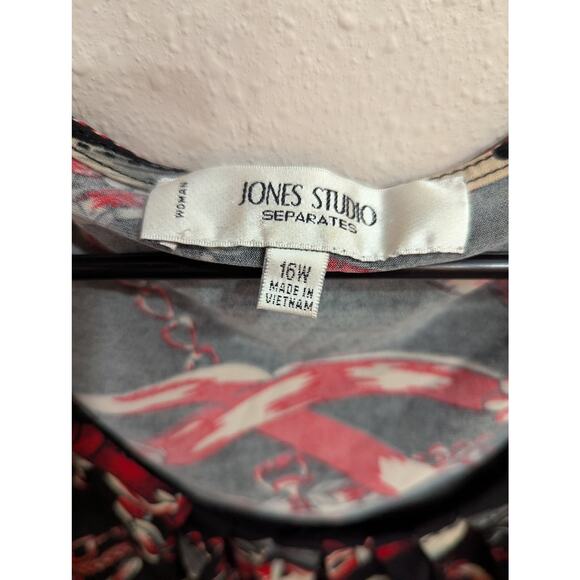 WOMAN
JONES STUDIO
SEPARATES
16W
MADE IN
VIETNAM